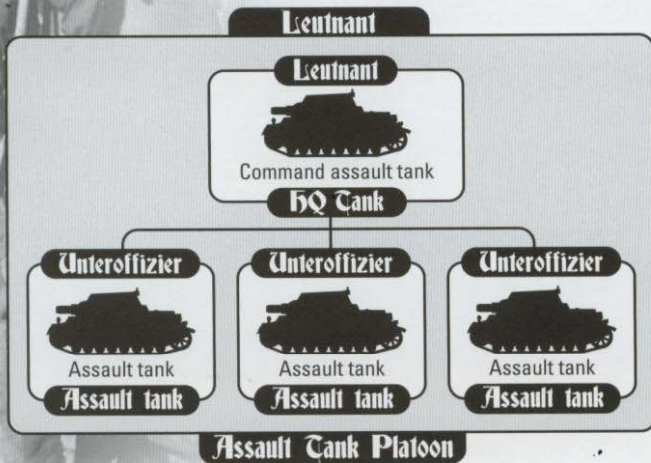 Leutnant
Leutnant
Command assault tank
HQ Tank
Unteroffizier Unteroffizier Unteroffizier
Assault tank Assault tank Assault tank
Assault tank Assault tank Assault tank
Assault Tank Platoon